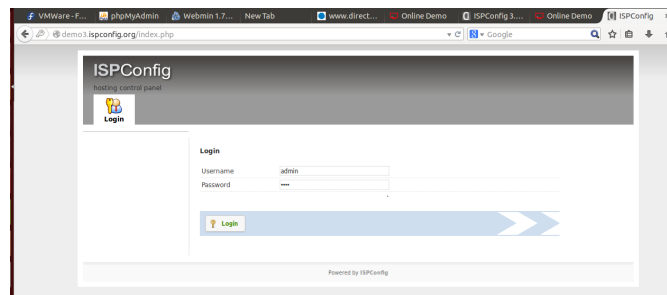 VMWare - F... phpMyAdmin Webmin 1.7... New Tab www.direct... Online Demo ISPConfig 3.... Online Demo ISPConfig
demo3.ispconfig.org/index.php Google
ISPConfig
hosting control panel
Login
Login
Username admin
Password ••••
Login
Powered by ISPConfig